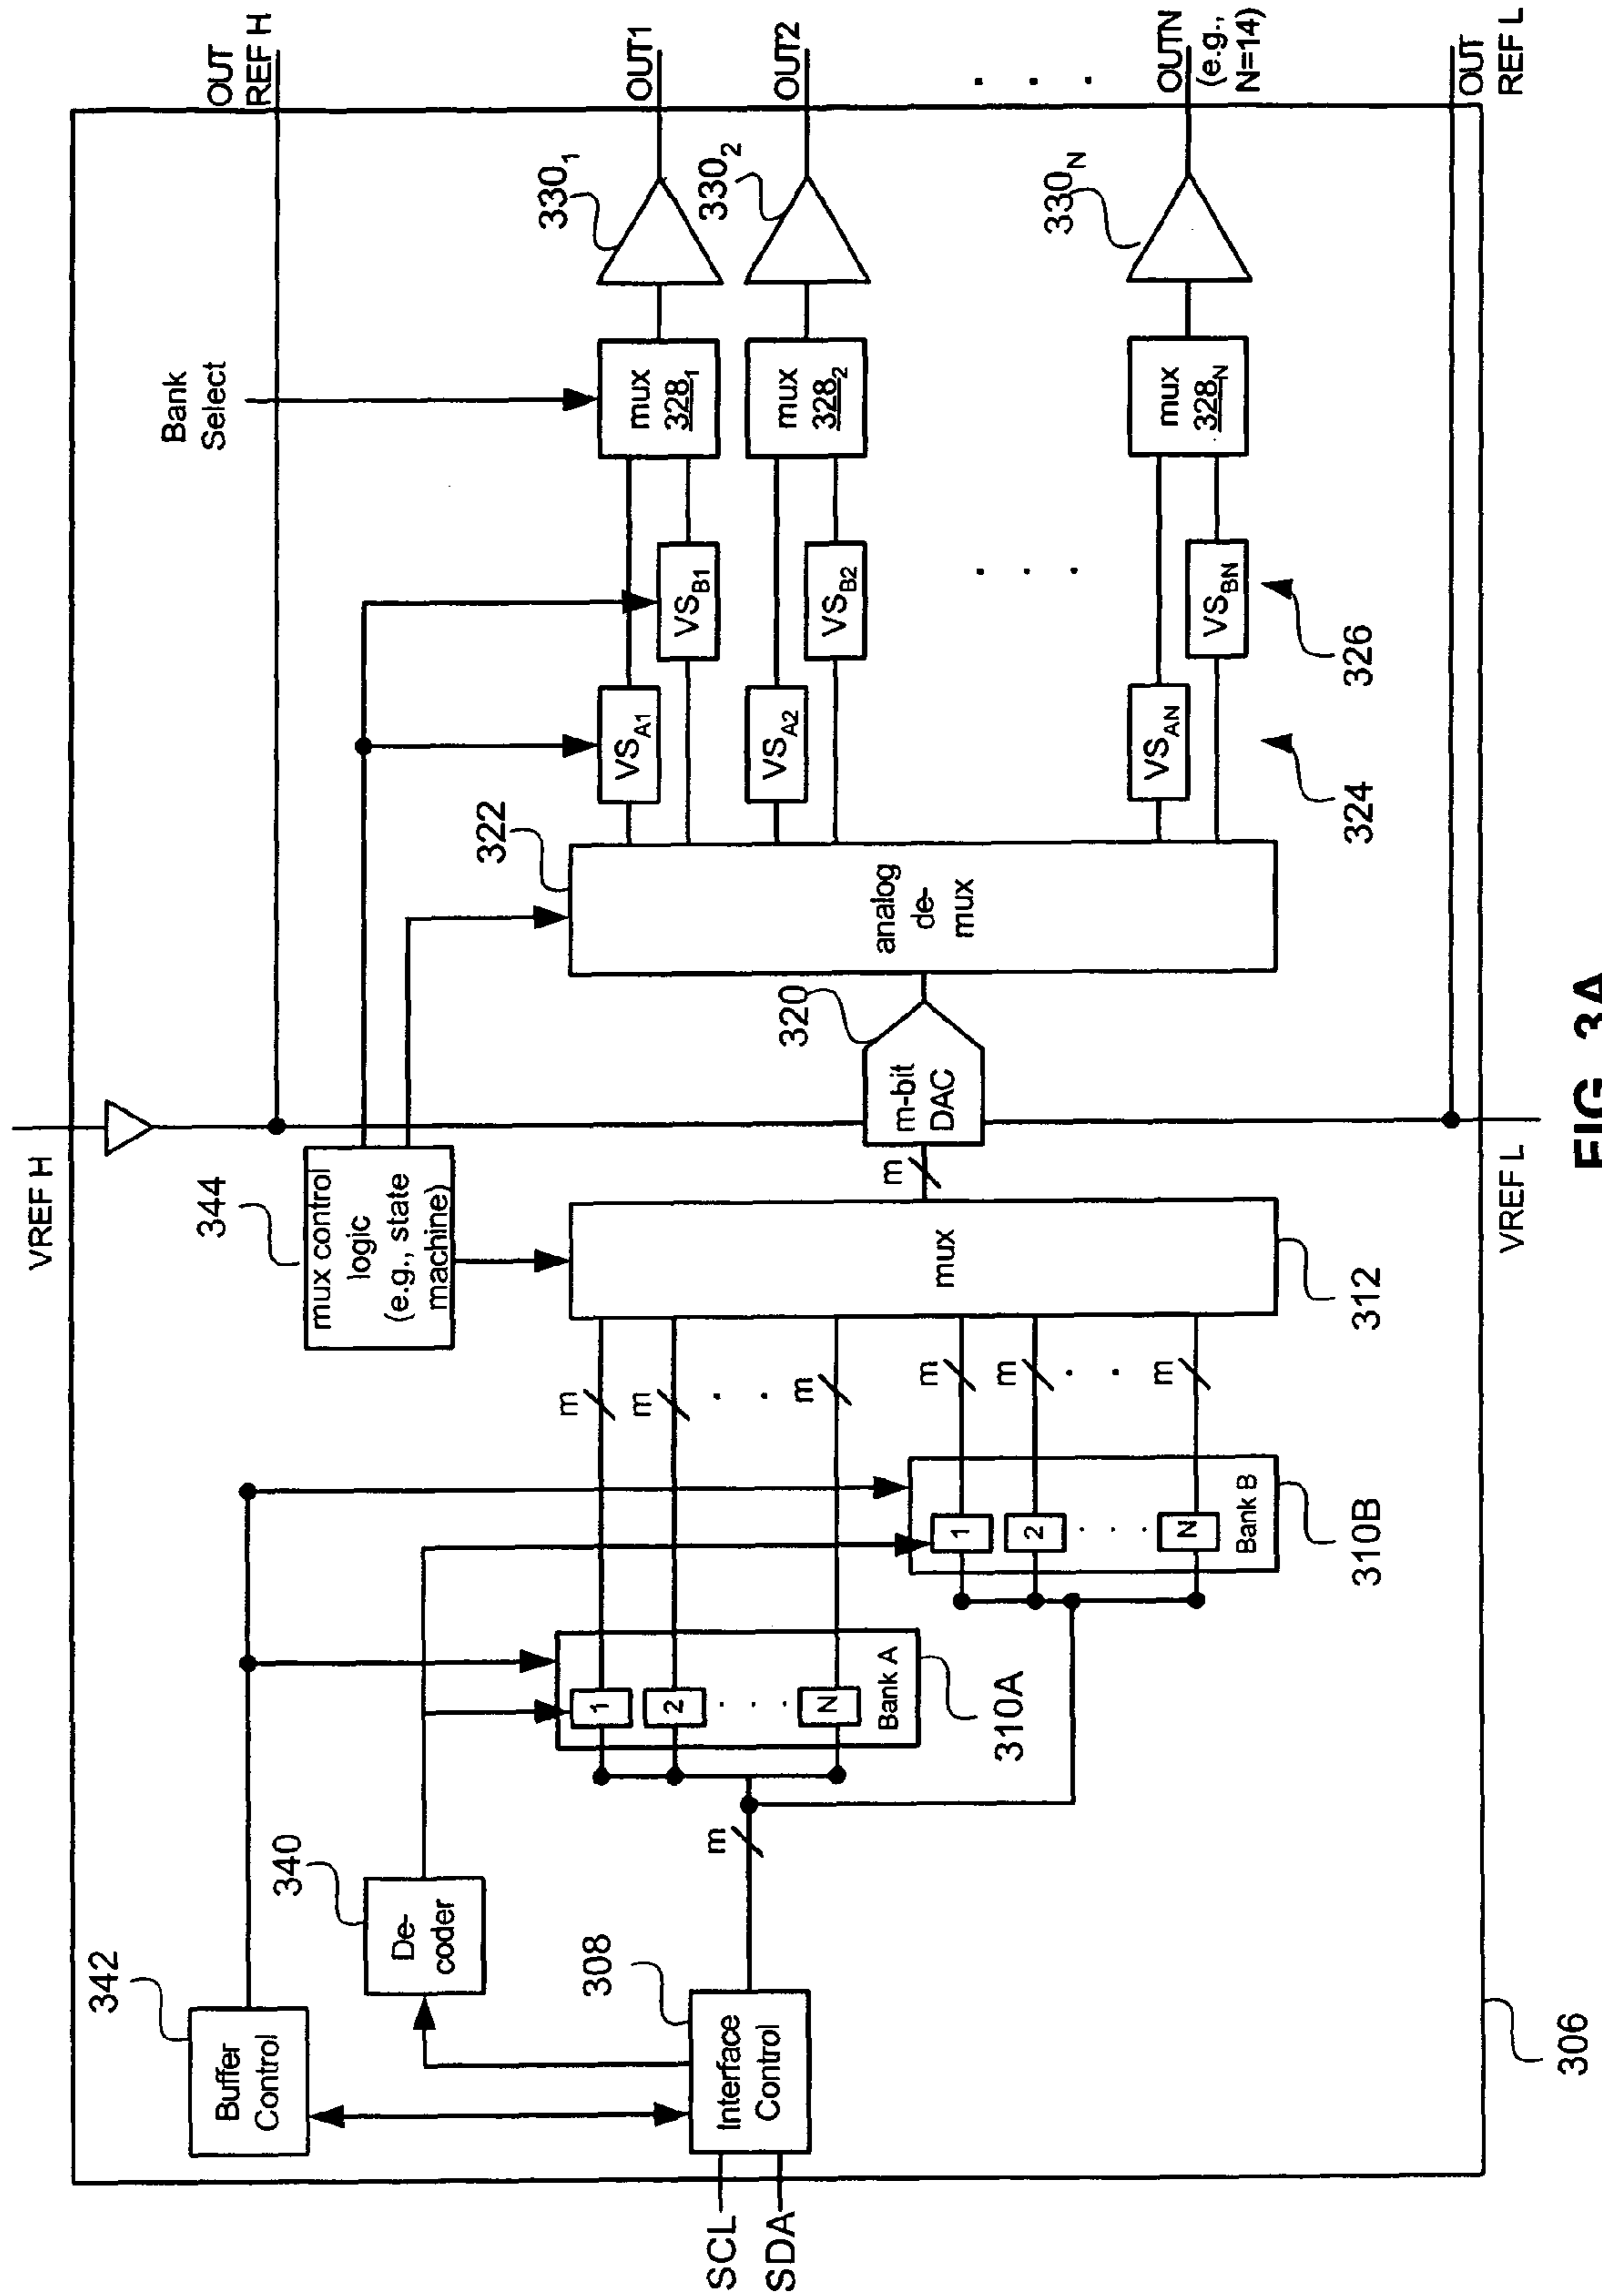 VREF H
OUT
REF H
Bank
Select
342
Buffer
Control
340
De-
coder
344
mux control
logic
(e.g., state
machine)
308
Interface
Control
SCL
SDA
m
1
2
. . .
N
Bank A
310A
1
2
. . .
N
Bank B
310B
m
m
. .
m
m
m
. .
m
mux
312
m
m-bit
DAC
320
analog
de-
mux
322
VSA1
VSB1
VSA2
VSB2
. . .
VSAN
VSBN
324
326
mux
3281
mux
3282
mux
328N
3301
3302
330N
OUT1
OUT2
. . .
OUTN
(e.g.,
N=14)
VREF L
OUT
REF L
306
FIG. 3A